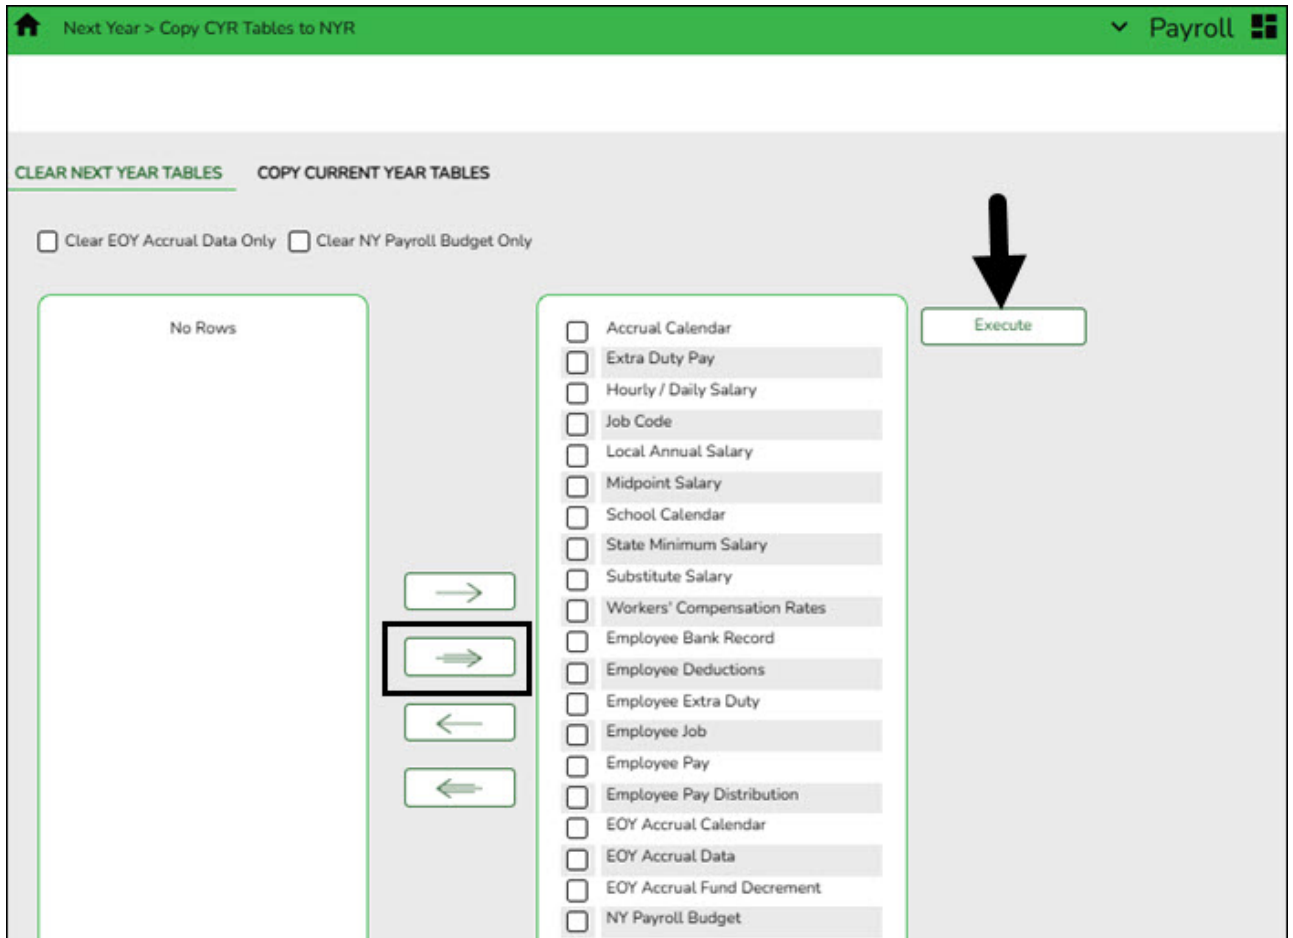 Next Year > Copy CYR Tables to NYR
Payroll
CLEAR NEXT YEAR TABLES COPY CURRENT YEAR TABLES
Clear EOY Accrual Data Only Clear NY Payroll Budget Only
No Rows
Accrual Calendar
Extra Duty Pay
Hourly / Daily Salary
Job Code
Local Annual Salary
Midpoint Salary
School Calendar
State Minimum Salary
Substitute Salary
Workers' Compensation Rates
Employee Bank Record
Employee Deductions
Employee Extra Duty
Employee Job
Employee Pay
Employee Pay Distribution
EOY Accrual Calendar
EOY Accrual Data
EOY Accrual Fund Decrement
NY Payroll Budget
Execute